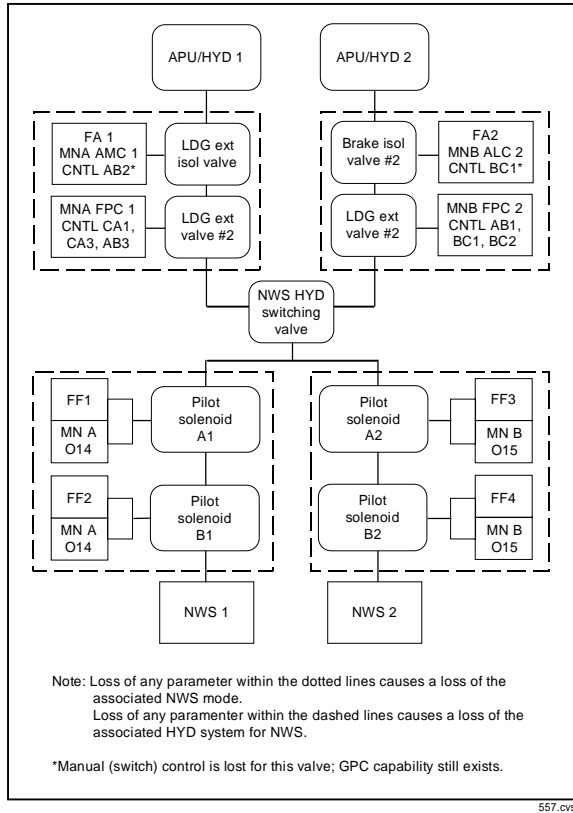 APU/HYD 1
APU/HYD 2
FA 1
MNA AMC 1
CNTL AB2*
LDG ext
isol valve
Brake isol
valve #2
FA2
MNB ALC 2
CNTL BC1*
MNA FPC 1
CNTL CA1,
CA3, AB3
LDG ext
valve #2
LDG ext
valve #2
MNB FPC 2
CNTL AB1,
BC1, BC2
NWS HYD
switching
valve
FF1
MN A
O14
Pilot
solenoid
A1
Pilot
solenoid
A2
FF3
MN B
O15
FF2
MN A
O14
Pilot
solenoid
B1
Pilot
solenoid
B2
FF4
MN B
O15
NWS 1
NWS 2
Note: Loss of any parameter within the dotted lines causes a loss of the
associated NWS mode.
Loss of any paramenter within the dashed lines causes a loss of the
associated HYD system for NWS.
*Manual (switch) control is lost for this valve; GPC capability still exists.
557.cvs